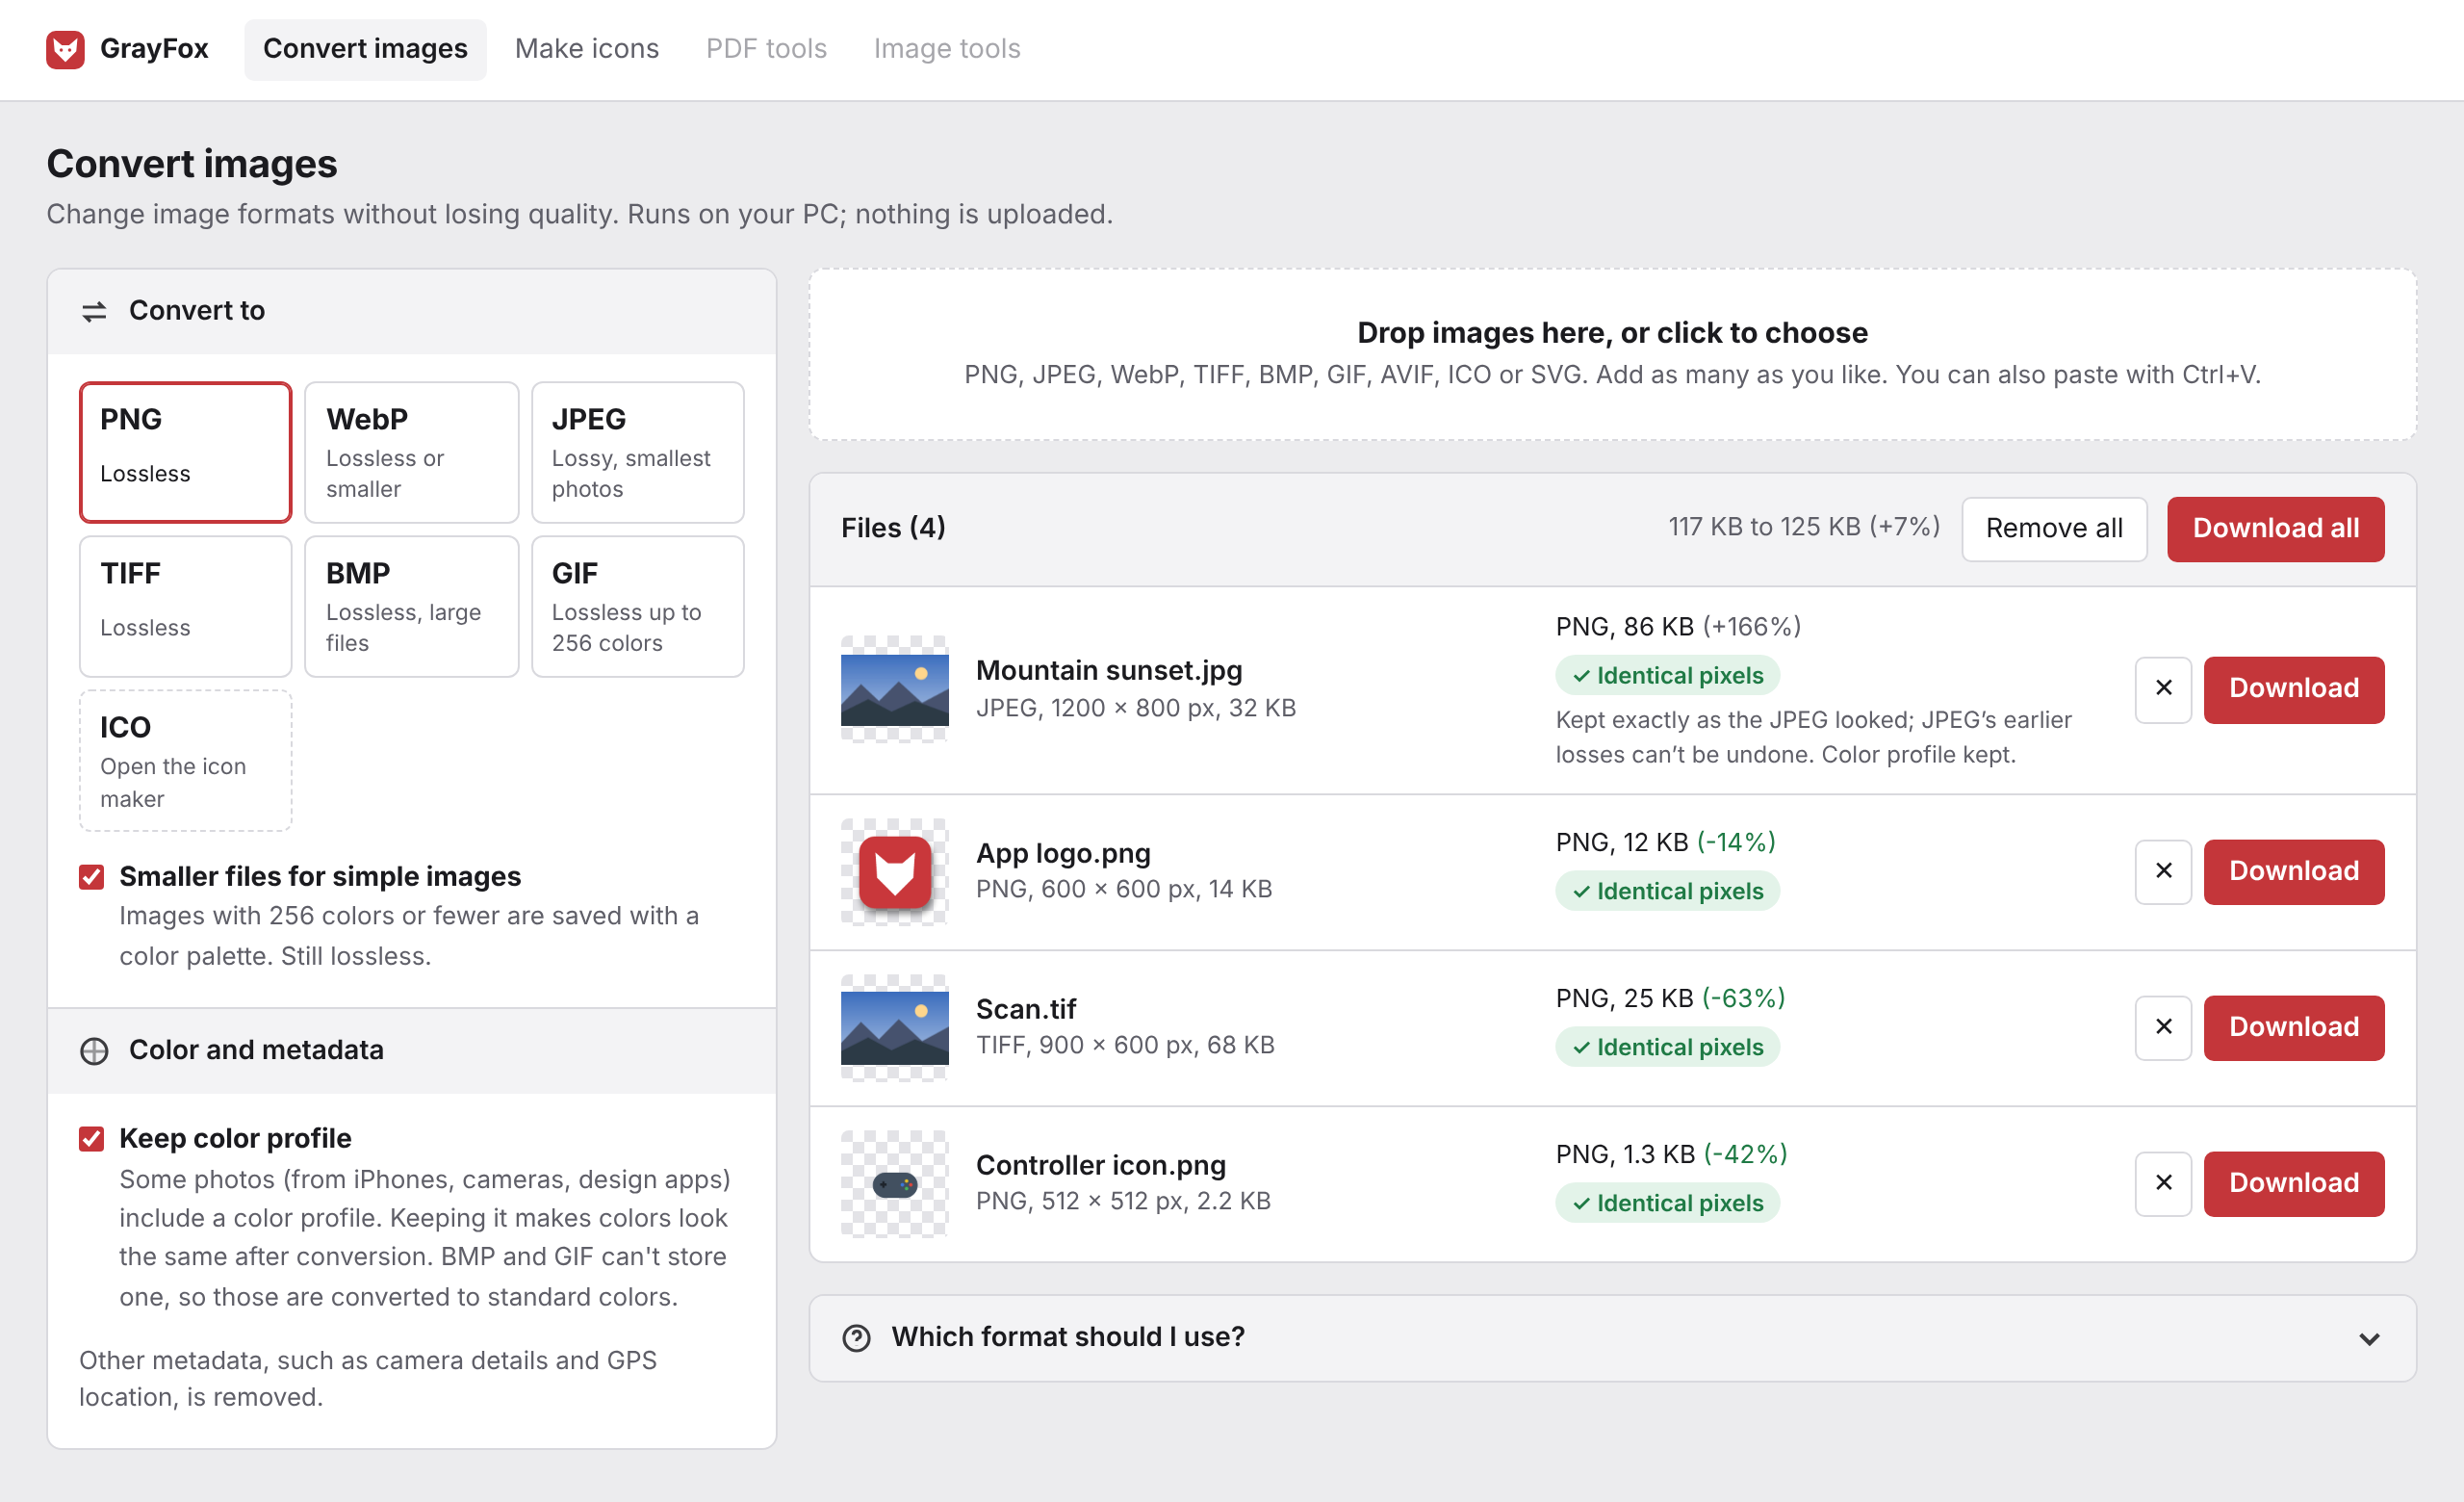 GrayFox
Convert images
Make icons
PDF tools
Image tools
Convert images
Change image formats without losing quality. Runs on your PC; nothing is uploaded.
Convert to
PNG
Lossless
WebP
Lossless or
smaller
JPEG
Lossy, smallest
photos
TIFF
Lossless
BMP
Lossless, large
files
GIF
Lossless up to
256 colors
ICO
Open the icon
maker
Smaller files for simple images
Images with 256 colors or fewer are saved with a
color palette. Still lossless.
Color and metadata
Keep color profile
Some photos (from iPhones, cameras, design apps)
include a color profile. Keeping it makes colors look
the same after conversion. BMP and GIF can't store
one, so those are converted to standard colors.
Other metadata, such as camera details and GPS
location, is removed.
Drop images here, or click to choose
PNG, JPEG, WebP, TIFF, BMP, GIF, AVIF, ICO or SVG. Add as many as you like. You can also paste with Ctrl+V.
Files (4)
117 KB to 125 KB (+7%)
Remove all
Download all
Mountain sunset.jpg
JPEG, 1200 × 800 px, 32 KB
PNG, 86 KB (+166%)
Identical pixels
Kept exactly as the JPEG looked; JPEG’s earlier
losses can’t be undone. Color profile kept.
Download
App logo.png
PNG, 600 × 600 px, 14 KB
PNG, 12 KB (-14%)
Identical pixels
Download
Scan.tif
TIFF, 900 × 600 px, 68 KB
PNG, 25 KB (-63%)
Identical pixels
Download
Controller icon.png
PNG, 512 × 512 px, 2.2 KB
PNG, 1.3 KB (-42%)
Identical pixels
Download
Which format should I use?